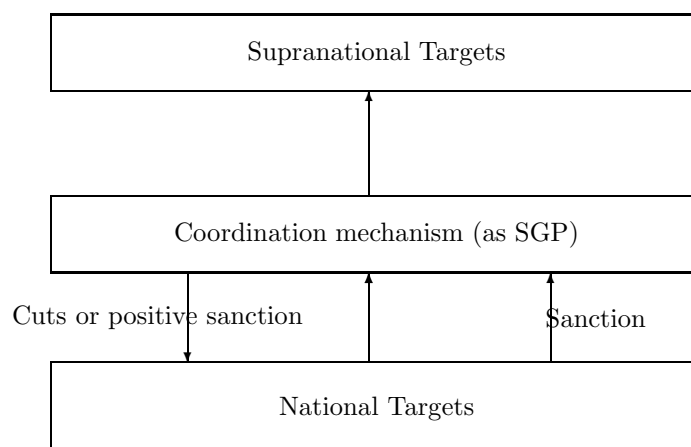 Supranational Targets
Coordination mechanism (as SGP)
Cuts or positive sanction
Sanction
National Targets